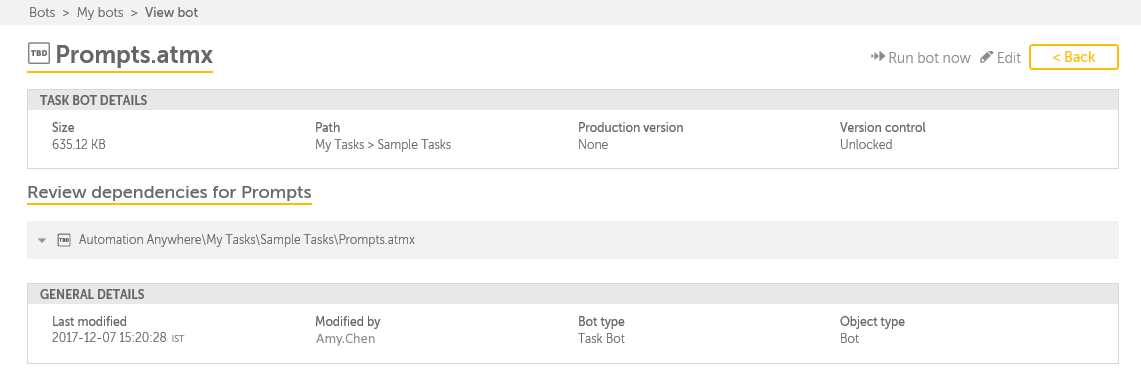 Bots > My bots > View bot
TBD Prompts.atmx
Run bot now Edit < Back
TASK BOT DETAILS
Size Path Production version Version control
635.12 KB My Tasks > Sample Tasks None Unlocked
Review dependencies for Prompts
TBD Automation Anywhere\My Tasks\Sample Tasks\Prompts.atmx
GENERAL DETAILS
Last modified Modified by Bot type Object type
2017-12-07 15:20:28 IST Amy.Chen Task Bot Bot